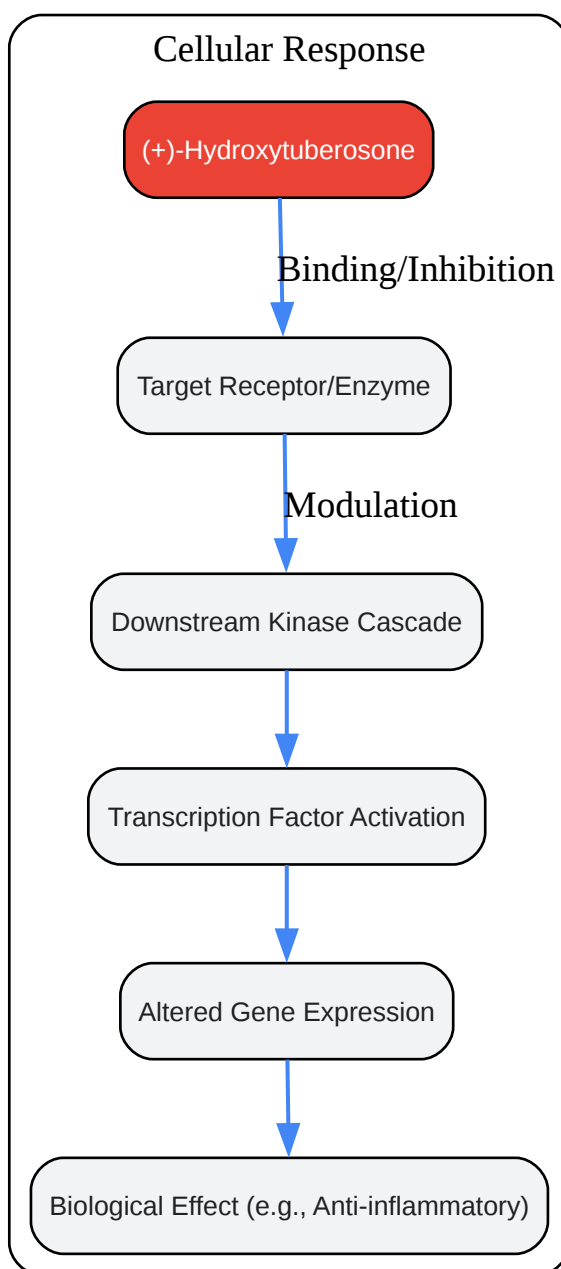 Cellular Response
(+)-Hydroxytuberosone
Binding/Inhibition
Target Receptor/Enzyme
Modulation
Downstream Kinase Cascade
Transcription Factor Activation
Altered Gene Expression
Biological Effect (e.g., Anti-inflammatory)